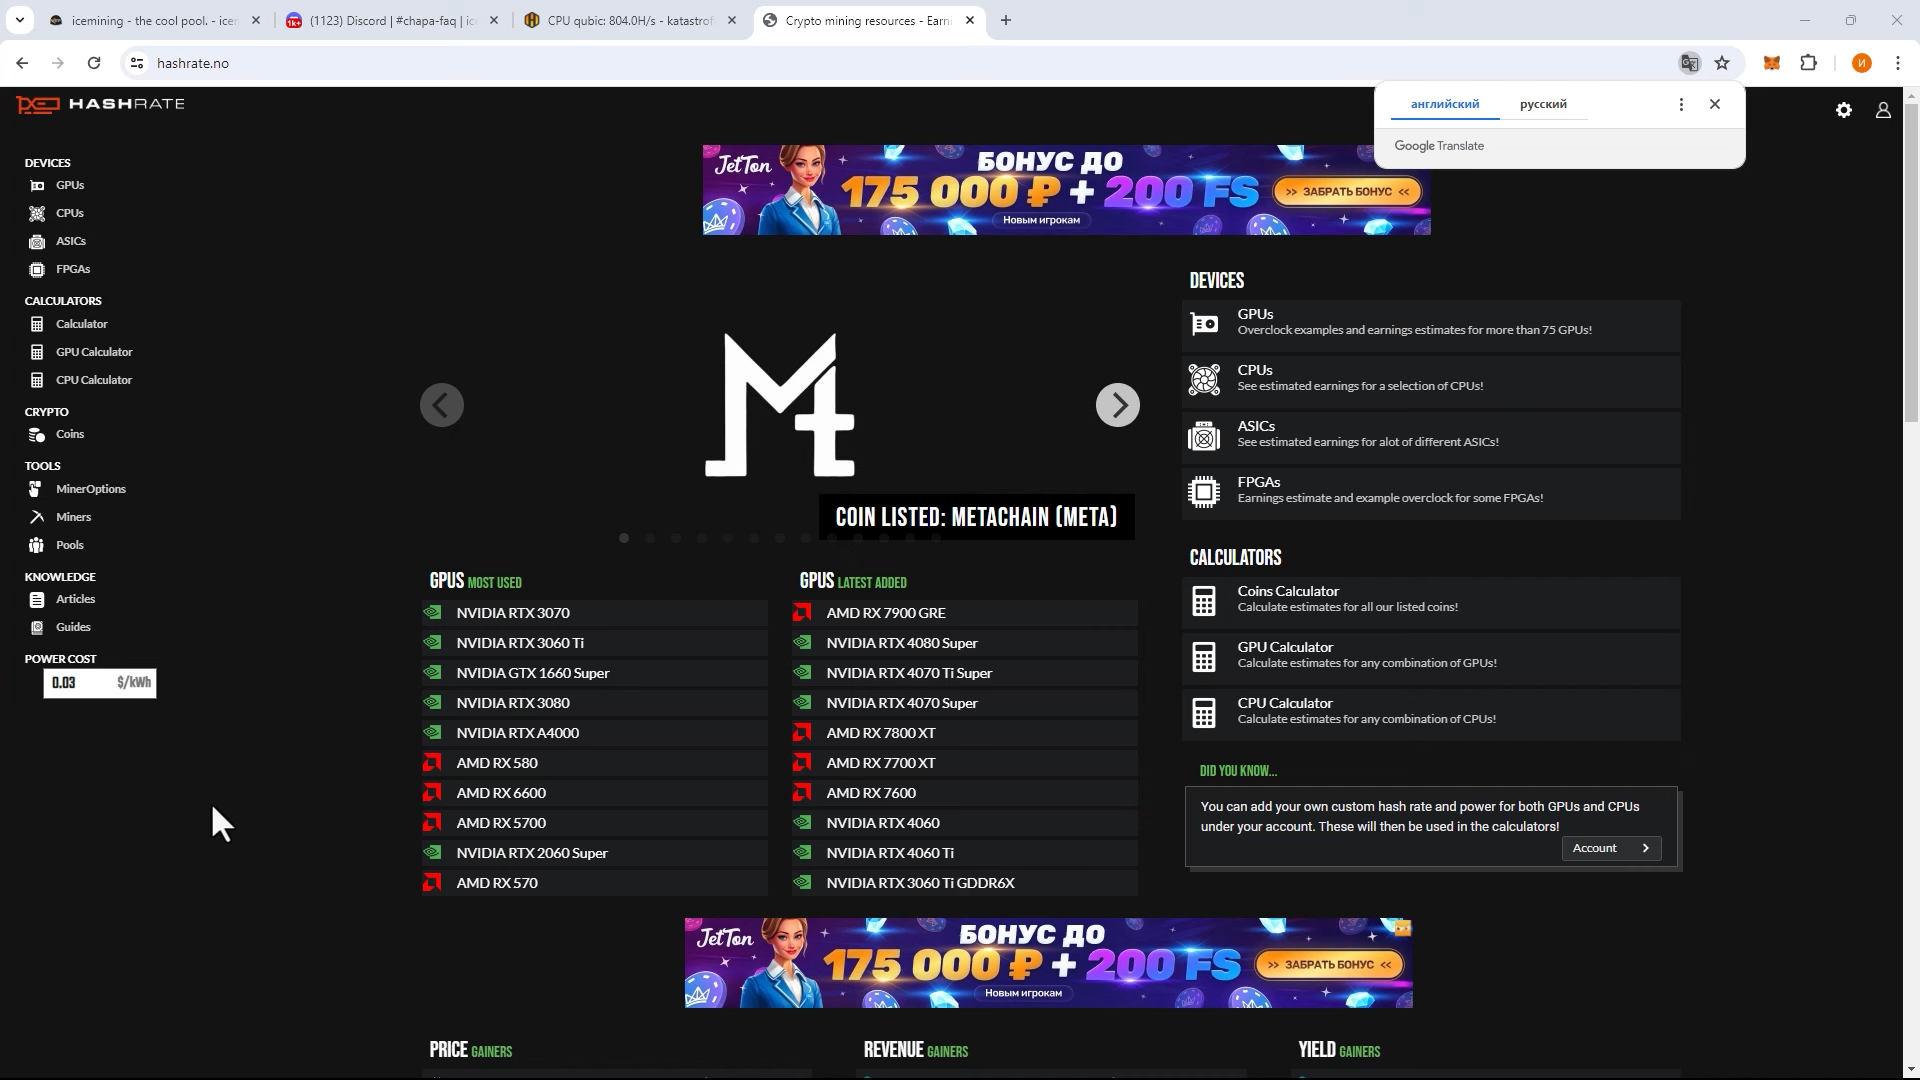 icemining - the cool pool. - icen
(1123) Discord | #chapa-faq | ic
CPU qubic: 804.0H/s - katastrof
Crypto mining resources - Earni
hashrate.no
И
английский
русский
Google Translate
HASHRATE
DEVICES
GPUs
CPUs
ASICs
FPGAs
CALCULATORS
Calculator
GPU Calculator
CPU Calculator
CRYPTO
Coins
TOOLS
MinerOptions
Miners
Pools
KNOWLEDGE
Articles
Guides
POWER COST
0.03 $/kWh
JetTon
БОНУС ДО
175 000 ₽ + 200 FS
>> ЗАБРАТЬ БОНУС <<
Новым игрокам
COIN LISTED: METACHAIN (META)
GPUS MOST USED
NVIDIA RTX 3070
NVIDIA RTX 3060 Ti
NVIDIA GTX 1660 Super
NVIDIA RTX 3080
NVIDIA RTX A4000
AMD RX 580
AMD RX 6600
AMD RX 5700
NVIDIA RTX 2060 Super
AMD RX 570
GPUS LATEST ADDED
AMD RX 7900 GRE
NVIDIA RTX 4080 Super
NVIDIA RTX 4070 Ti Super
NVIDIA RTX 4070 Super
AMD RX 7800 XT
AMD RX 7700 XT
AMD RX 7600
NVIDIA RTX 4060
NVIDIA RTX 4060 Ti
NVIDIA RTX 3060 Ti GDDR6X
DEVICES
GPUs
Overclock examples and earnings estimates for more than 75 GPUs!
CPUs
See estimated earnings for a selection of CPUs!
ASICs
See estimated earnings for alot of different ASICs!
FPGAs
Earnings estimate and example overclock for some FPGAs!
CALCULATORS
Coins Calculator
Calculate estimates for all our listed coins!
GPU Calculator
Calculate estimates for any combination of GPUs!
CPU Calculator
Calculate estimates for any combination of CPUs!
DID YOU KNOW...
You can add your own custom hash rate and power for both GPUs and CPUs
under your account. These will then be used in the calculators!
Account
JetTon
БОНУС ДО
175 000 ₽ + 200 FS
>> ЗАБРАТЬ БОНУС <<
Новым игрокам
PRICE GAINERS
REVENUE GAINERS
YIELD GAINERS